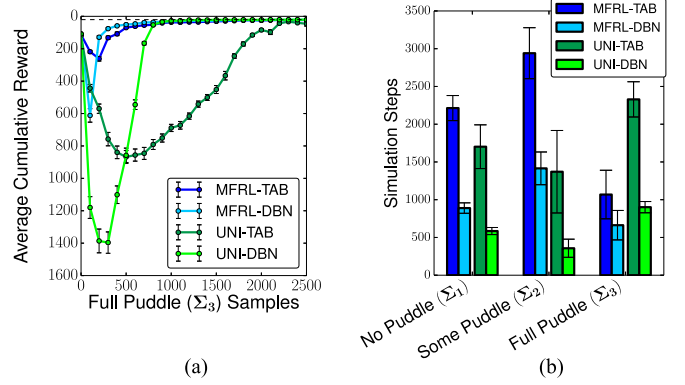 0
200
400
600
800
1000
1200
1400
1600
Average Cumulative Reward
MFRL-TAB
MFRL-DBN
UNI-TAB
UNI-DBN
0 500 1000 1500 2000 2500
Full Puddle (Σ3) Samples
(a)
3500
3000
2500
2000
1500
1000
500
0
Simulation Steps
MFRL-TAB
MFRL-DBN
UNI-TAB
UNI-DBN
No Puddle (Σ1)
Some Puddle (Σ2)
Full Puddle (Σ3)
(b)